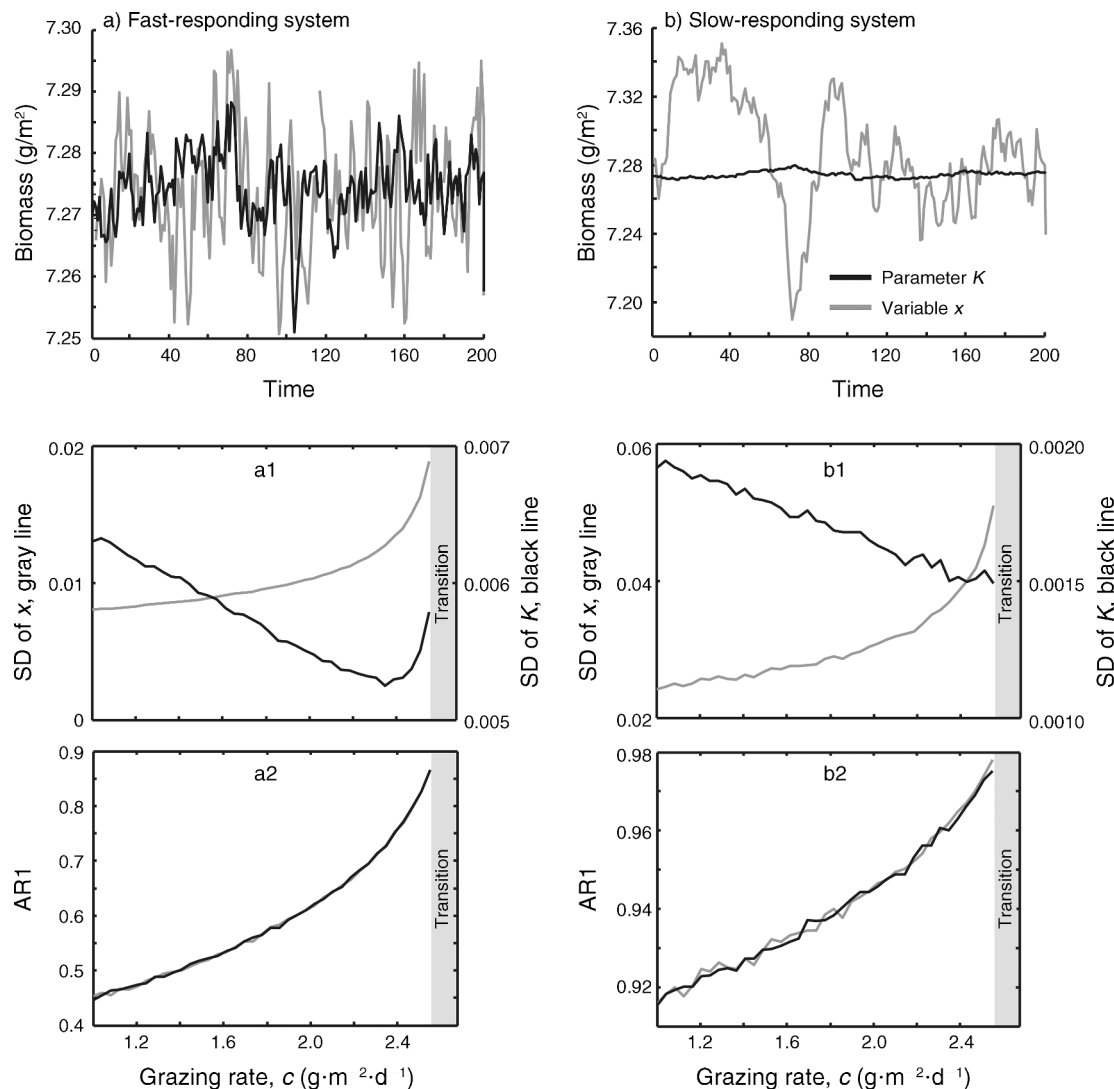 a) Fast-responding system
b) Slow-responding system
7.30
7.29
7.28
7.27
7.26
7.25
Biomass (g/m²)
0
40
80
120
160
200
Time
7.36
7.32
7.28
7.24
7.20
Biomass (g/m²)
Parameter K
Variable x
0
40
80
120
160
200
Time
0.02
0.01
0
SD of x, gray line
a1
Transition
0.007
0.006
0.005
SD of K, black line
0.06
0.04
0.02
SD of x, gray line
b1
Transition
0.0020
0.0015
0.0010
SD of K, black line
0.9
0.8
0.7
0.6
0.5
0.4
AR1
a2
Transition
1.2
1.6
2.0
2.4
Grazing rate, c (g·m ²·d ¹)
0.98
0.96
0.94
0.92
AR1
b2
Transition
1.2
1.6
2.0
2.4
Grazing rate, c (g·m ²·d ¹)